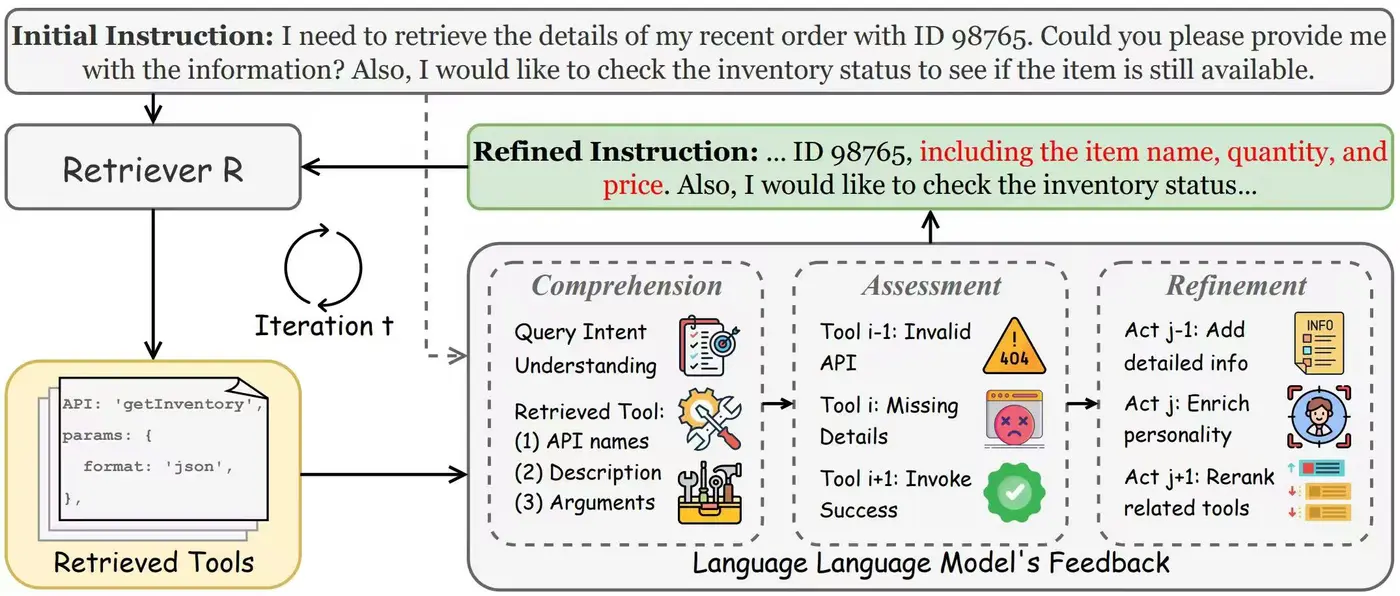 Initial Instruction: I need to retrieve the details of my recent order with ID 98765. Could you please provide me
with the information? Also, I would like to check the inventory status to see if the item is still available.
Retriever R
Refined Instruction: ... ID 98765, including the item name, quantity, and
price. Also, I would like to check the inventory status...
Iteration t
API: 'getInventory',
params: {
format: 'json',
},
Retrieved Tools
Comprehension
Query Intent
Understanding
Retrieved Tool:
(1) API names
(2) Description
(3) Arguments
Assessment
Tool i-1: Invalid
API
!
404
Tool i: Missing
Details
Tool i+1: Invoke
Success
Refinement
Act j-1: Add
detailed info
INFO
Act j: Enrich
personality
Act j+1: Rerank
related tools
Language Language Model's Feedback